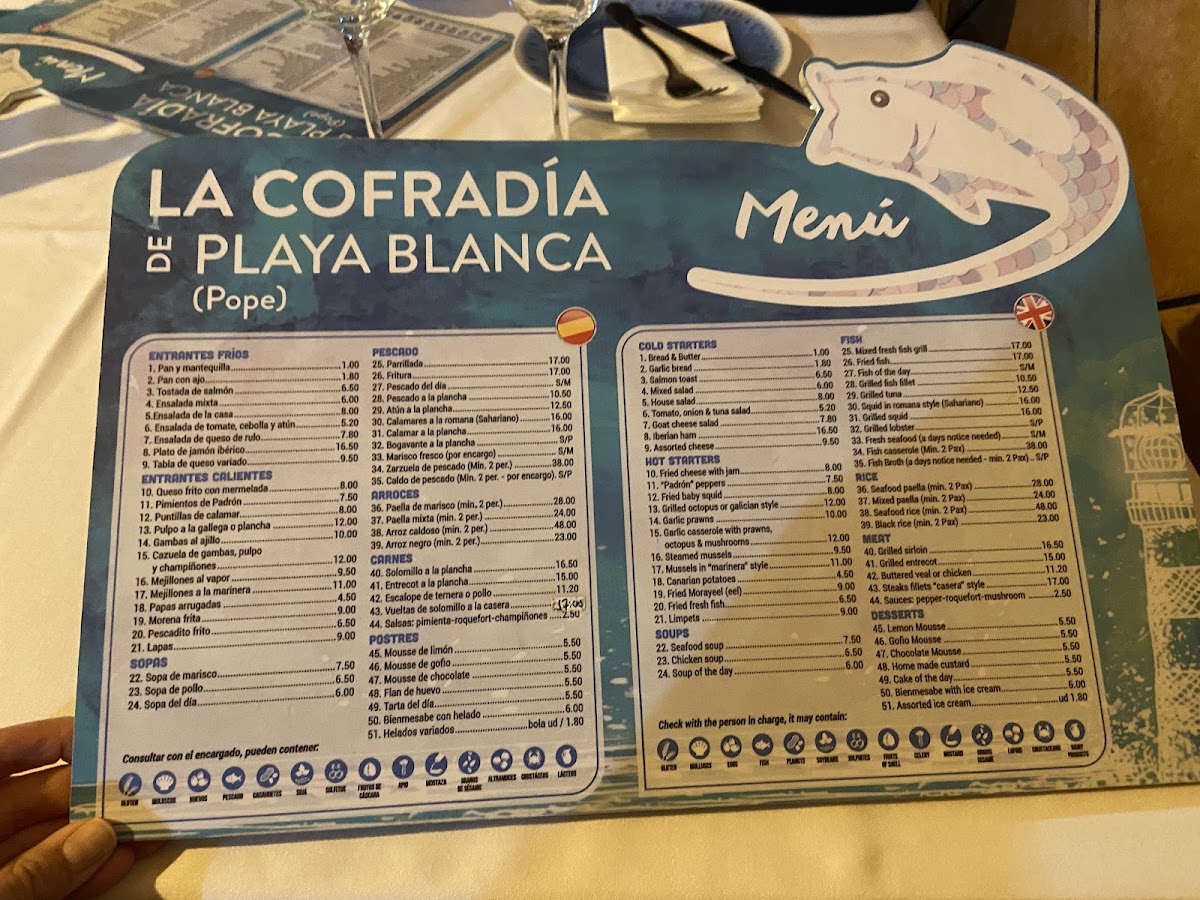 LA COFRADÍA
DE PLAYA BLANCA
(Pope)
Menú
ENTRANTES FRÍOS
1. Pan y mantequilla 1.00
2. Pan con ajo 1.80
3. Tostada de salmón 6.50
4. Ensalada mixta 6.00
5.Ensalada de la casa 8.00
6. Ensalada de tomate, cebolla y atún 5.20
7. Ensalada de queso de rulo 7.80
8. Plato de jamón ibérico 16.50
9. Tabla de queso variado 9.50
ENTRANTES CALIENTES
10. Queso frito con mermelada 8.00
11. Pimientos de Padrón 7.50
12. Puntillas de calamar 8.00
13. Pulpo a la gallega o plancha 12.00
14. Gambas al ajillo 10.00
15. Cazuela de gambas, pulpo
y champiñones 12.00
16. Mejillones al vapor 9.50
17. Mejillones a la marinera 11.00
18. Papas arrugadas 4.50
19. Morena frita 9.00
20. Pescadito frito 6.50
21. Lapas 9.00
SOPAS
22. Sopa de marisco 7.50
23. Sopa de pollo 6.50
24. Sopa del día 6.00
PESCADO
25. Parrillada 17.00
26. Fritura 17.00
27. Pescado del día S/M
28. Pescado a la plancha 10.50
29. Atún a la plancha 12.50
30. Calamares a la romana (Sahariano) 16.00
31. Calamar a la plancha 16.00
32. Bogavante a la plancha S/P
33. Marisco fresco (por encargo) S/M
34. Zarzuela de pescado (Min. 2 per.) 38.00
35. Caldo de pescado (Min. 2 per. - por encargo). S/P
ARROCES
36. Paella de marisco (min. 2 per.) 28.00
37. Paella mixta (min. 2 per.) 24.00
38. Arroz caldoso (min. 2 per.) 48.00
39. Arroz negro (min. 2 per.) 23.00
CARNES
40. Solomillo a la plancha 16.50
41. Entrecot a la plancha 15.00
42. Escalope de ternera o pollo 11.20
43. Vueltas de solomillo a la casera 17.00
44. Salsas: pimienta-roquefort-champiñones 2.50
POSTRES
45. Mousse de limón 5.50
46. Mousse de gofio 5.50
47. Mousse de chocolate 5.50
48. Flan de huevo 5.50
49. Tarta del día 5.50
50. Bienmesabe con helado 6.00
51. Helados variados bola ud / 1.80
Consultar con el encargado, pueden contener:
GLUTEN MOLUSCOS HUEVOS PESCADO CACAHUETES SOJA SULFITOS FRUTOS DE CÁSCARA APIO MOSTAZA GRANOS DE SÉSAMO ALTRAMUCES CRUSTÁCEOS LÁCTEOS
COLD STARTERS
1. Bread & Butter 1.00
2. Garlic bread 1.80
3. Salmon toast 6.50
4. Mixed salad 6.00
5. House salad 8.00
6. Tomato, onion & tuna salad 5.20
7. Goat cheese salad 7.80
8. Iberian ham 16.50
9. Assorted cheese 9.50
HOT STARTERS
10. Fried cheese with jam 8.00
11. "Padrón" peppers 7.50
12. Fried baby squid 8.00
13. Grilled octopus or galician style 12.00
14. Garlic prawns 10.00
15. Garlic casserole with prawns,
octopus & mushrooms 12.00
16. Steamed mussels 9.50
17. Mussels in "marinera" style 11.00
18. Canarian potatoes 4.50
19. Fried Morayeel (eel) 9.00
20. Fried fresh fish 6.50
21. Limpets 9.00
SOUPS
22. Seafood soup 7.50
23. Chicken soup 6.50
24. Soup of the day 6.00
FISH
25. Mixed fresh fish grill 17.00
26. Fried fish 17.00
27. Fish of the day S/M
28. Grilled fish fillet 10.50
29. Grilled tuna 12.50
30. Squid in romana style (Sahariano) 16.00
31. Grilled squid 16.00
32. Grilled lobster S/P
33. Fresh seafood (a days notice needed) S/M
34. Fish casserole (Min. 2 Pax) 38.00
35. Fish Broth (a days notice needed - min. 2 Pax) .. S/P
RICE
36. Seafood paella (min. 2 Pax) 28.00
37. Mixed paella (min. 2 Pax) 24.00
38. Seafood rice (min. 2 Pax) 48.00
39. Black rice (min. 2 Pax) 23.00
MEAT
40. Grilled sirloin 16.50
41. Grilled entrecot 15.00
42. Buttered veal or chicken 11.20
43. Steaks fillets "casera" style 17.00
44. Sauces: pepper-roquefort-mushroom 2.50
DESSERTS
45. Lemon Mousse 5.50
46. Gofio Mousse 5.50
47. Chocolate Mousse 5.50
48. Home made custard 5.50
49. Cake of the day 5.50
50. Bienmesabe with ice cream 6.00
51. Assorted ice cream ud 1.80
Check with the person in charge, it may contain:
GLUTEN MOLLUSCS EGGS FISH PEANUTS SOYBEANS SULPHITES FRUITS OF SHELL CELERY MUSTARD GRAINS SESAME LUPINS CRUSTACEANS DAIRY PRODUCTS
Menú
COFRADÍA
PLAYA BLANCA
(Pope)